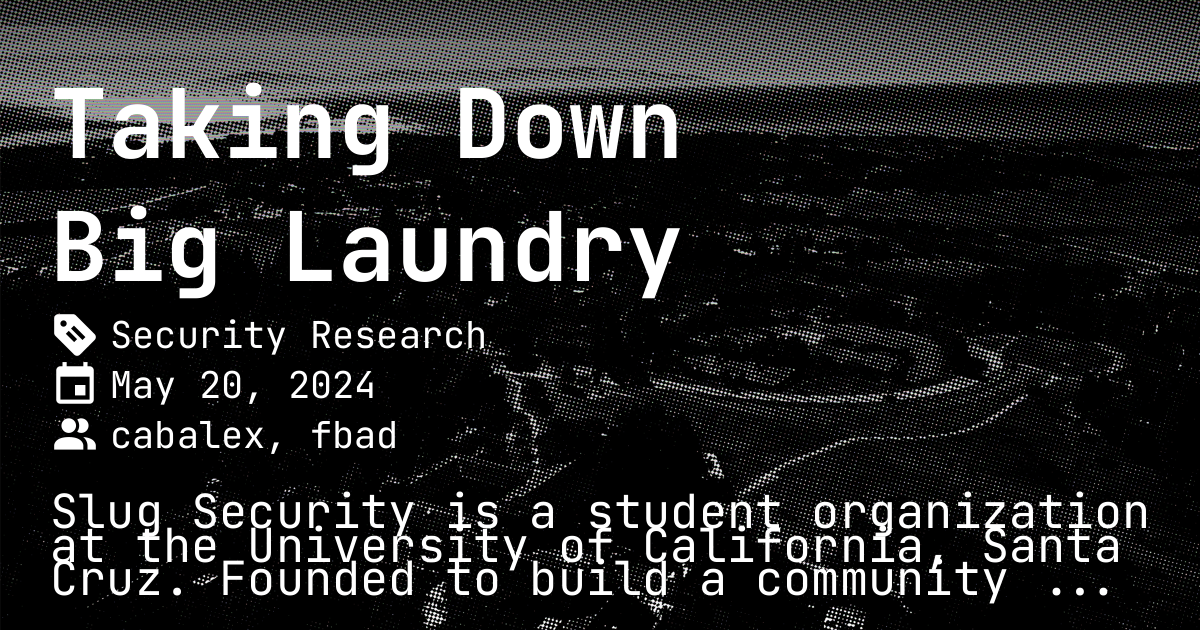 Taking Down
Big Laundry
Security Research
May 20, 2024
cabalex, fbad
Slug Security is a student organization
at the University of California, Santa
Cruz. Founded to build a community ...